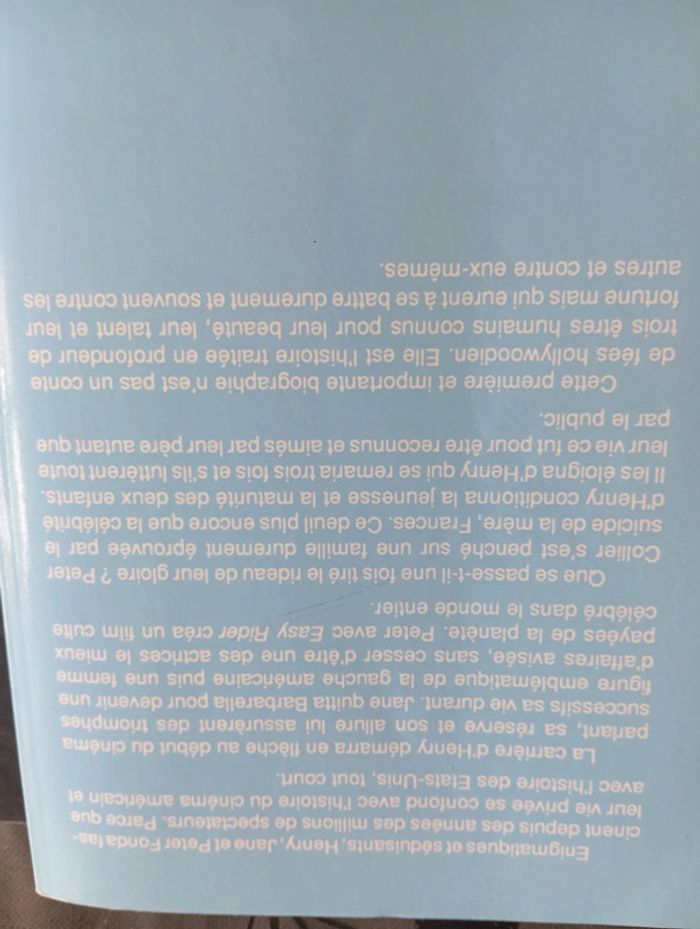 Enigmatiques et séduisants, Henry, Jane et Peter Fonda fas-
cinent depuis des années des millions de spectateurs. Parce que
leur vie privée se confond avec l'histoire du cinéma américain et
avec l'histoire des Etats-Unis, tout court.
La carrière d'Henry démarra en flèche au début du cinéma
parlant, sa réserve et son allure lui assurèrent des triomphes
successifs sa vie durant. Jane quitta Barbarella pour devenir une
figure emblématique de la gauche américaine puis une femme
d'affaires avisée, sans cesser d'être une des actrices le mieux
payées de la planète. Peter avec Easy Rider créa un film culte
célébré dans le monde entier.
Que se passe-t-il une fois tiré le rideau de leur gloire ? Peter
Collier s'est penché sur une famille durement éprouvée par le
suicide de la mère, Frances. Ce deuil plus encore que la célébrité
d'Henry conditionna la jeunesse et la maturité des deux enfants.
Il les éloigna d'Henry qui se remaria trois fois et s'ils luttèrent toute
leur vie ce fut pour être reconnus et aimés par leur père autant que
par le public.
Cette première et importante biographie n'est pas un conte
de fées hollywoodien. Elle est l'histoire traitée en profondeur de
trois êtres humains connus pour leur beauté, leur talent et leur
fortune mais qui eurent à se battre durement et souvent contre les
autres et contre eux-mêmes.